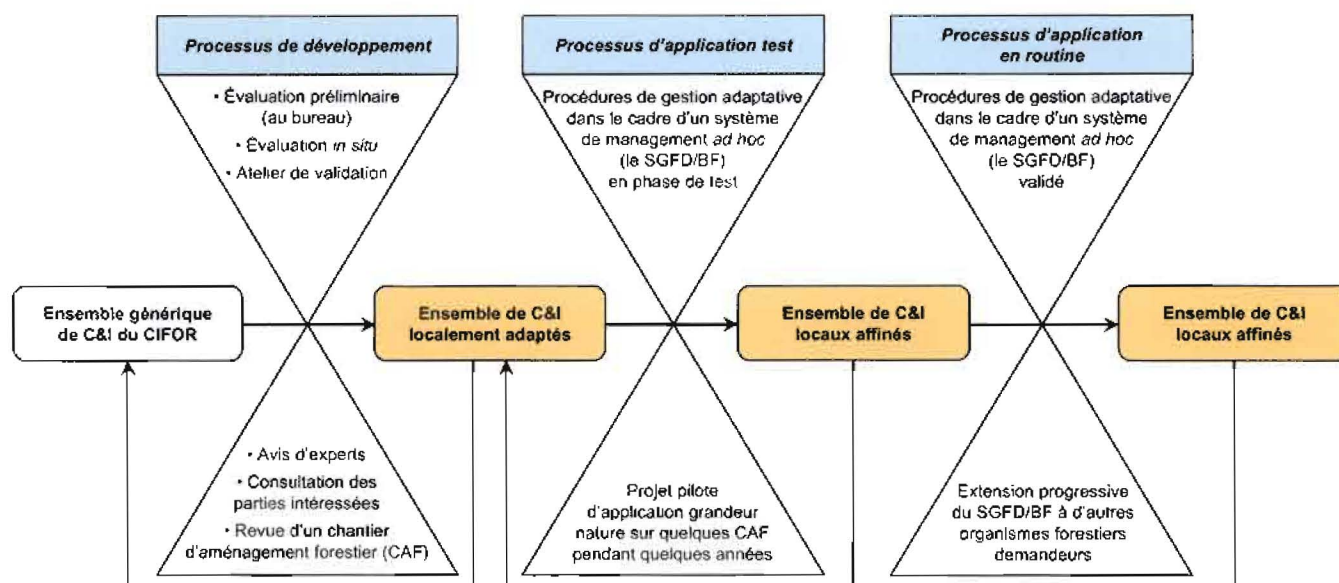 Processus de développement
• Évaluation préliminaire
(au bureau)
• Évaluation in situ
• Atelier de validation
Processus d'application test
Procédures de gestion adaptative
dans le cadre d'un système
de management ad hoc
(le SGFD/BF)
en phase de test
Processus d'application
en routine
Procédures de gestion adaptative
dans le cadre d'un système
de management ad hoc
(le SGFD/BF)
validé
Ensemble générique
de C&I du CIFOR
Ensemble de C&I
localement adaptés
Ensemble de C&I
locaux affinés
Ensemble de C&I
locaux affinés
• Avis d'experts
• Consultation des
parties intéressées
• Revue d'un chantier
d'aménagement forestier (CAF)
Projet pilote
d'application grandeur
nature sur quelques CAF
pendant quelques années
Extension progressive
du SGFD/BF à d'autres
organismes forestiers
demandeurs